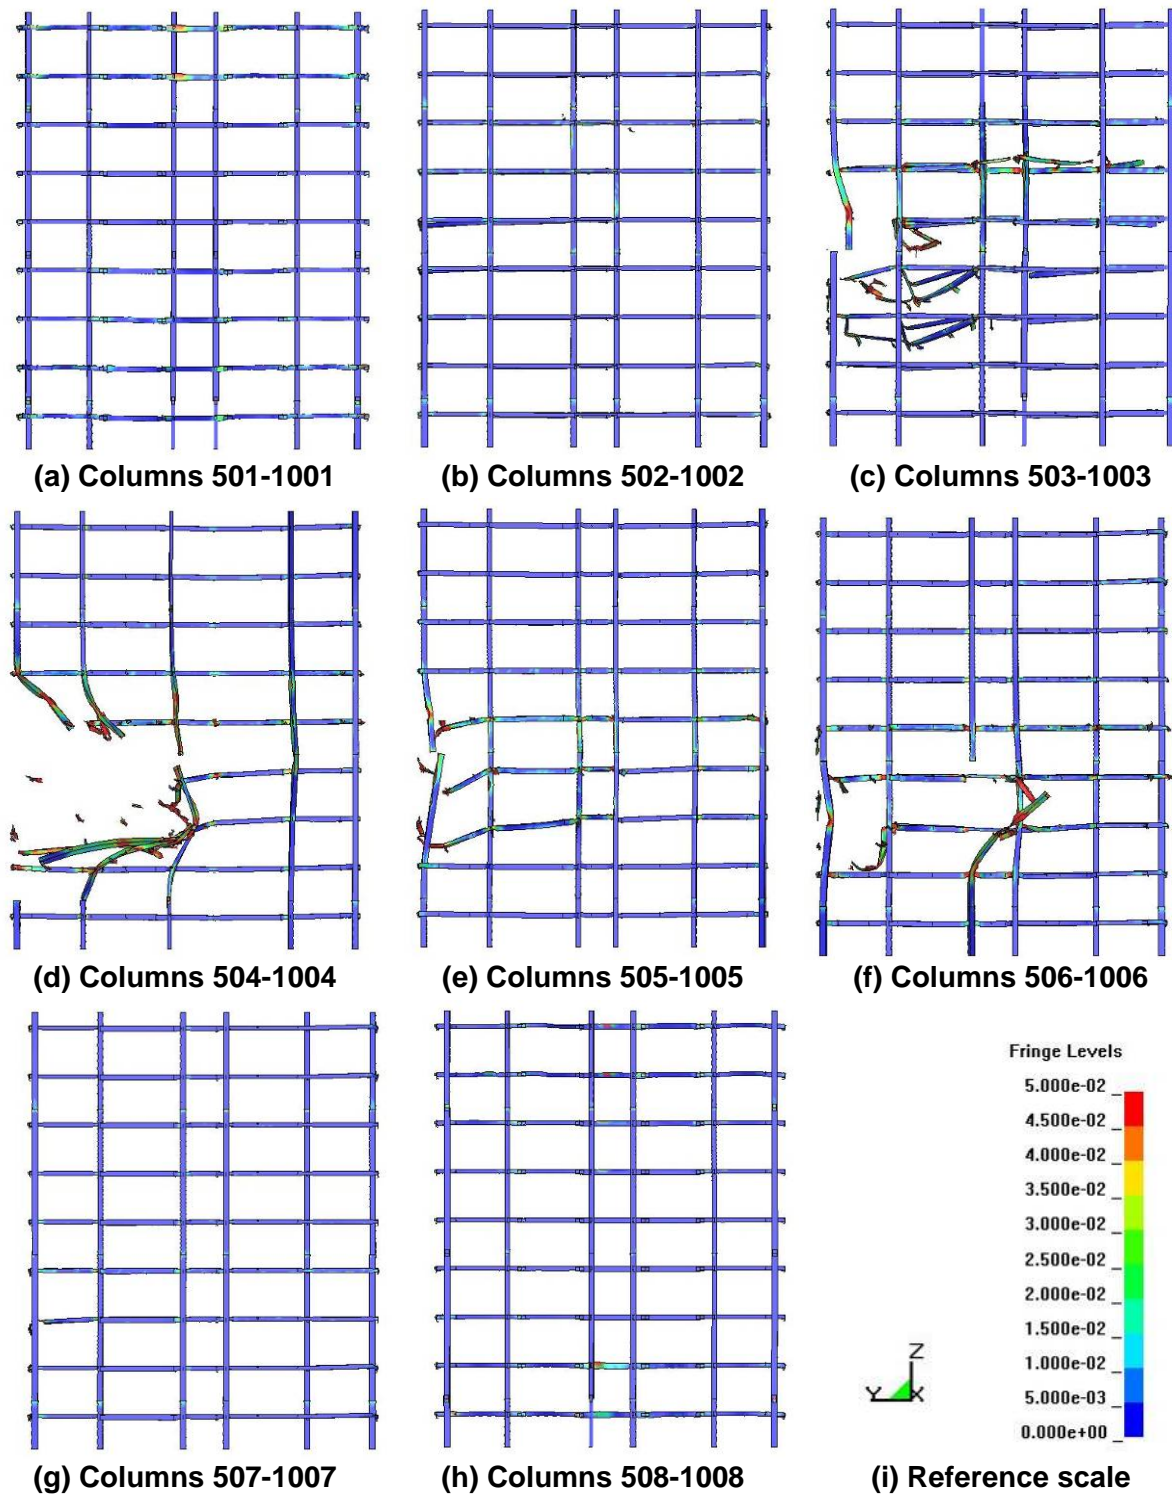 (a) Columns 501-1001
(b) Columns 502-1002
(c) Columns 503-1003
(d) Columns 504-1004
(e) Columns 505-1005
(f) Columns 506-1006
(g) Columns 507-1007
(h) Columns 508-1008
Fringe Levels
5.000e-02
4.500e-02
4.000e-02
3.500e-02
3.000e-02
2.500e-02
2.000e-02
1.500e-02
1.000e-02
5.000e-03
0.000e+00
Z
Y X
(i) Reference scale